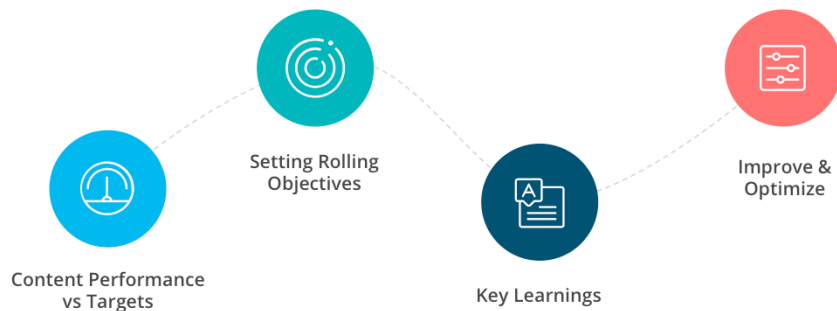 Content Performance
vs Targets
Setting Rolling
Objectives
A
Key Learnings
Improve &
Optimize